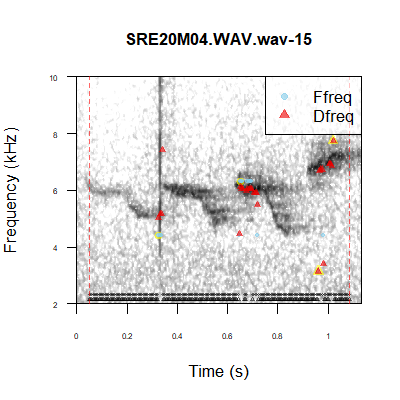 SRE20M04.WAV.wav-15
Ffreq
Dfreq
10
8
6
4
2
Frequency (kHz)
0 0.2 0.4 0.6 0.8 1
Time (s)